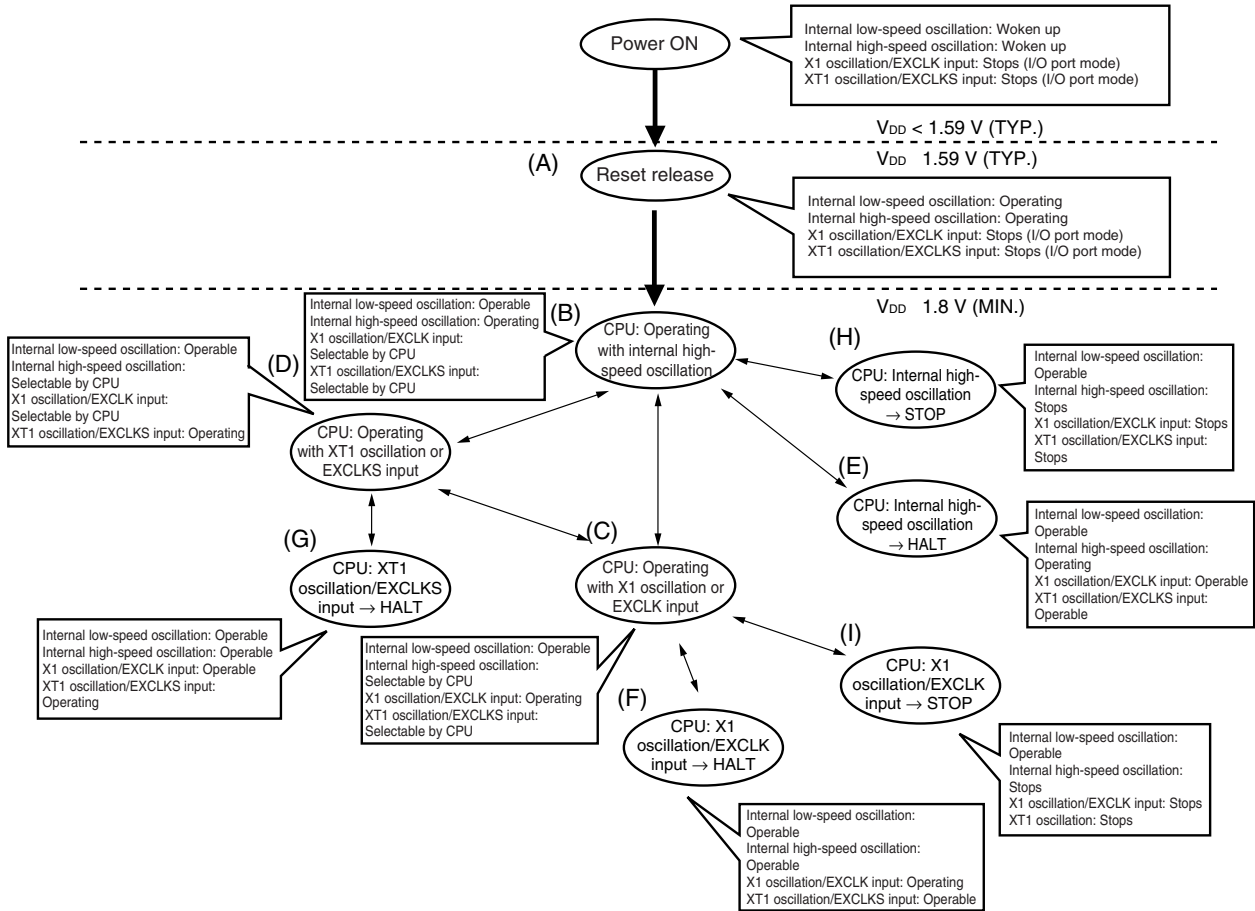 Power ON
Internal low-speed oscillation: Woken up
Internal high-speed oscillation: Woken up
X1 oscillation/EXCLK input: Stops (I/O port mode)
XT1 oscillation/EXCLKS input: Stops (I/O port mode)
VDD < 1.59 V (TYP.)
VDD 1.59 V (TYP.)
(A)
Reset release
Internal low-speed oscillation: Operating
Internal high-speed oscillation: Operating
X1 oscillation/EXCLK input: Stops (I/O port mode)
XT1 oscillation/EXCLKS input: Stops (I/O port mode)
VDD 1.8 V (MIN.)
Internal low-speed oscillation: Operable
Internal high-speed oscillation: Operating
X1 oscillation/EXCLK input:
Selectable by CPU
XT1 oscillation/EXCLKS input:
Selectable by CPU
(B)
CPU: Operating
with internal high-
speed oscillation
(H)
CPU: Internal high-
speed oscillation
→ STOP
Internal low-speed oscillation:
Operable
Internal high-speed oscillation:
Stops
X1 oscillation/EXCLK input: Stops
XT1 oscillation/EXCLKS input:
Stops
Internal low-speed oscillation: Operable
Internal high-speed oscillation:
Selectable by CPU
X1 oscillation/EXCLK input:
Selectable by CPU
XT1 oscillation/EXCLKS input: Operating
(D)
CPU: Operating
with XT1 oscillation or
EXCLKS input
(E)
CPU: Internal high-
speed oscillation
→ HALT
Internal low-speed oscillation:
Operable
Internal high-speed oscillation:
Operating
X1 oscillation/EXCLK input: Operable
XT1 oscillation/EXCLKS input:
Operable
(G)
CPU: XT1
oscillation/EXCLKS
input → HALT
Internal low-speed oscillation: Operable
Internal high-speed oscillation: Operable
X1 oscillation/EXCLK input: Operable
XT1 oscillation/EXCLKS input:
Operating
(C)
CPU: Operating
with X1 oscillation or
EXCLK input
Internal low-speed oscillation: Operable
Internal high-speed oscillation:
Selectable by CPU
X1 oscillation/EXCLK input: Operating
XT1 oscillation/EXCLKS input:
Selectable by CPU
(I)
CPU: X1
oscillation/EXCLK
input → STOP
Internal low-speed oscillation:
Operable
Internal high-speed oscillation:
Stops
X1 oscillation/EXCLK input: Stops
XT1 oscillation: Stops
(F)
CPU: X1
oscillation/EXCLK
input → HALT
Internal low-speed oscillation:
Operable
Internal high-speed oscillation:
Operable
X1 oscillation/EXCLK input: Operating
XT1 oscillation/EXCLKS input: Operable